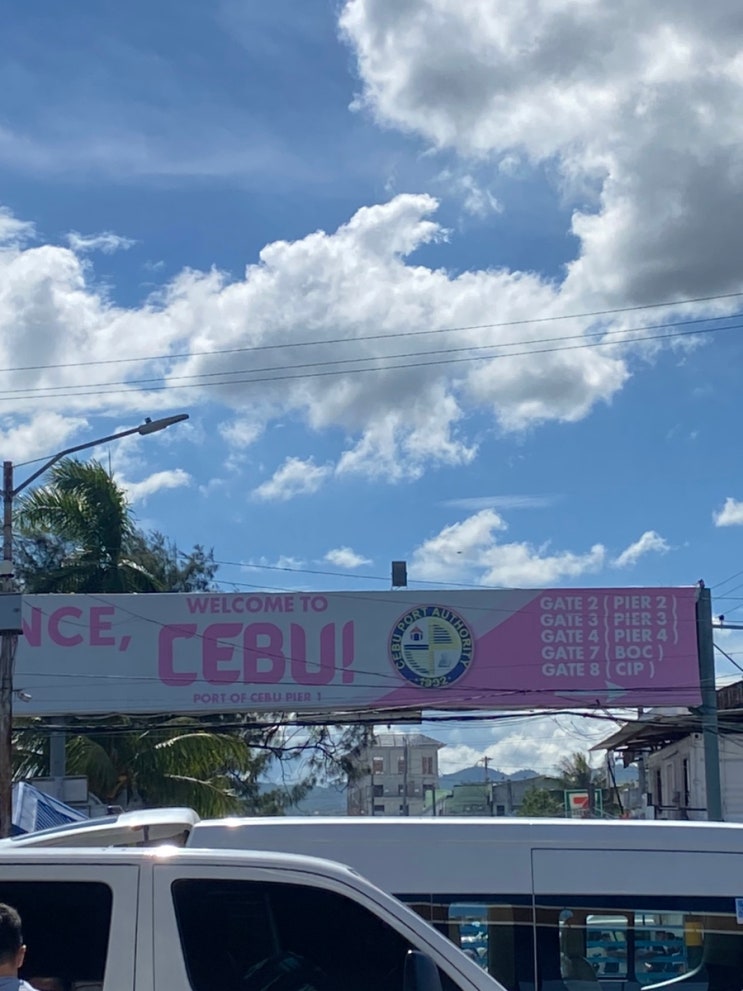 NCE,
WELCOME TO
CEBU!
PORT OF CEBU PIER 1
CEBU PORT AUTHORITY
1992
GATE 2 ( PIER 2 )
GATE 3 ( PIER 3 )
GATE 4 ( PIER 4 )
GATE 7 ( BOC )
GATE 8 ( CIP )